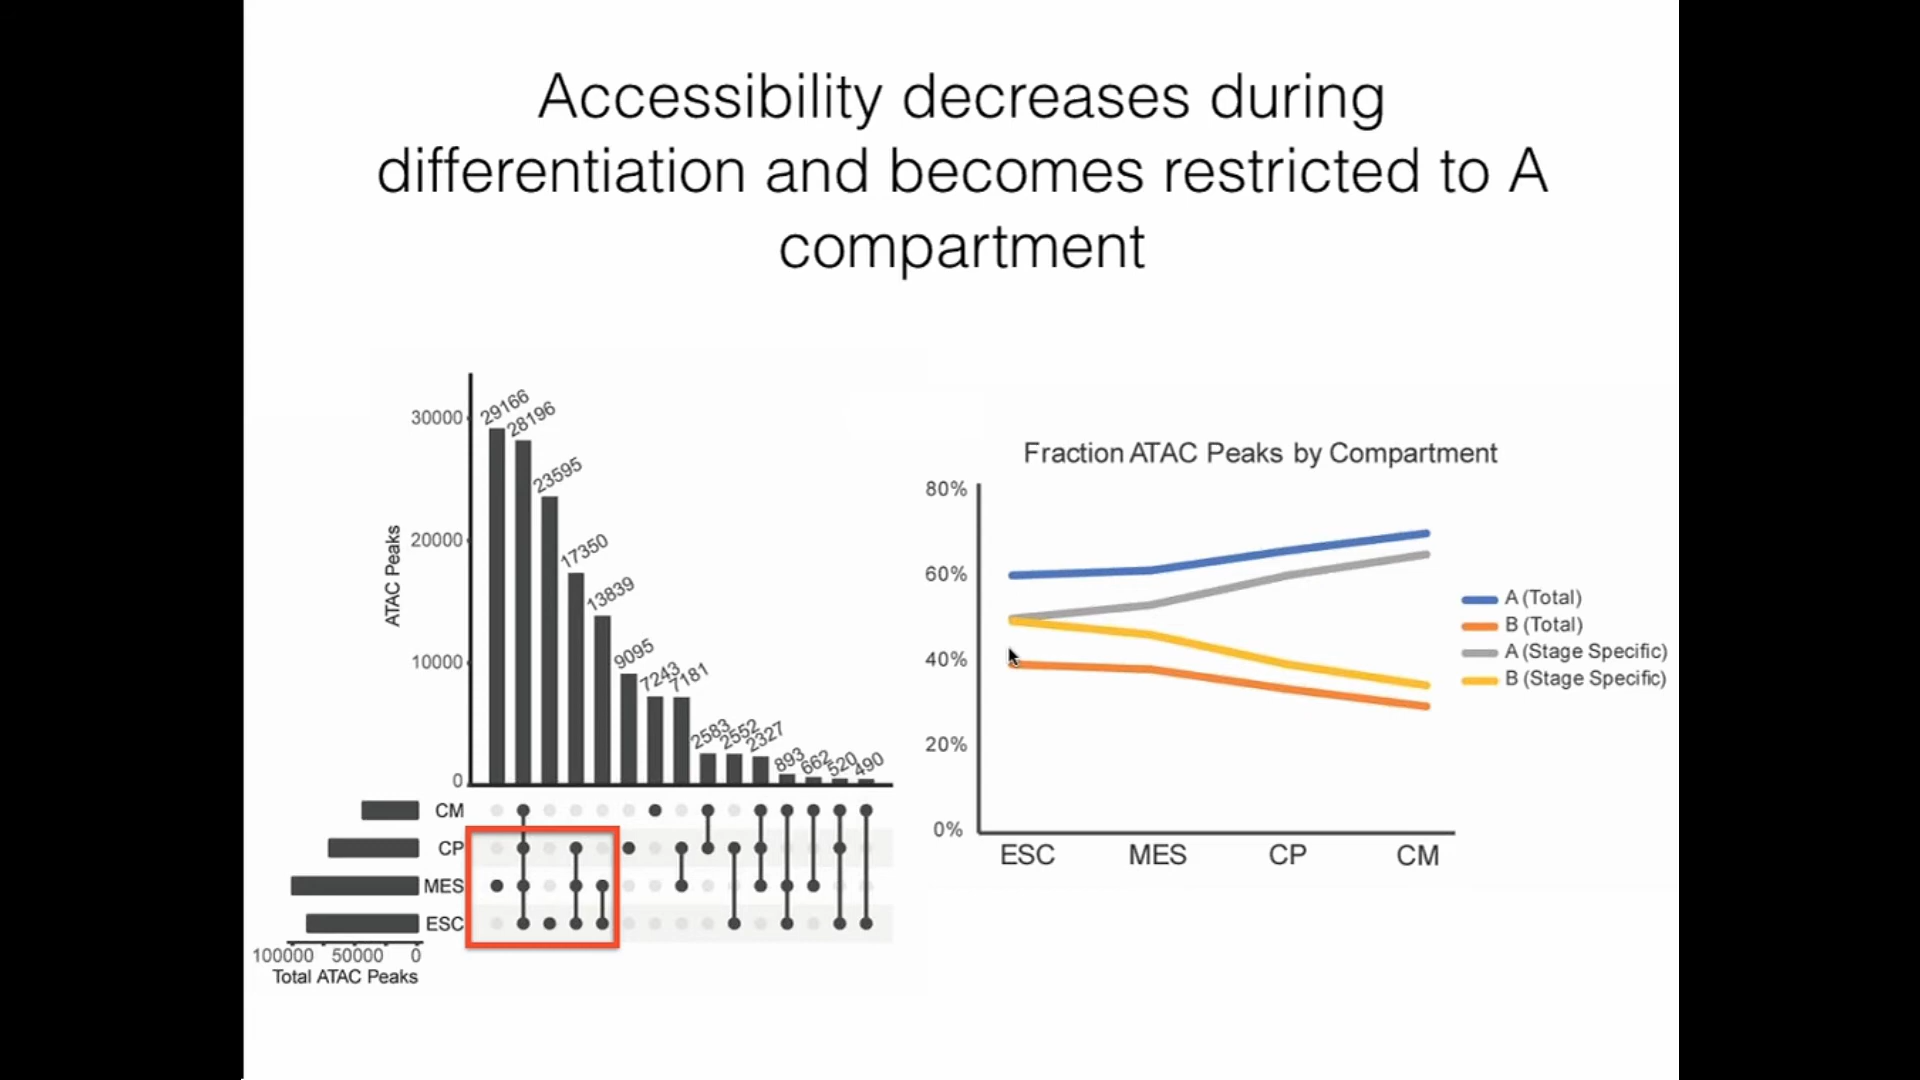 Accessibility decreases during
differentiation and becomes restricted to A
compartment
ATAC Peaks
30000
20000
10000
0
29166
28196
23595
17350
13839
9095
7243
7181
2583
2552
2327
893
662
520
490
CM
CP
MES
ESC
100000 50000 0
Total ATAC Peaks
Fraction ATAC Peaks by Compartment
80%
60%
40%
20%
0%
ESC MES CP CM
A (Total)
B (Total)
A (Stage Specific)
B (Stage Specific)